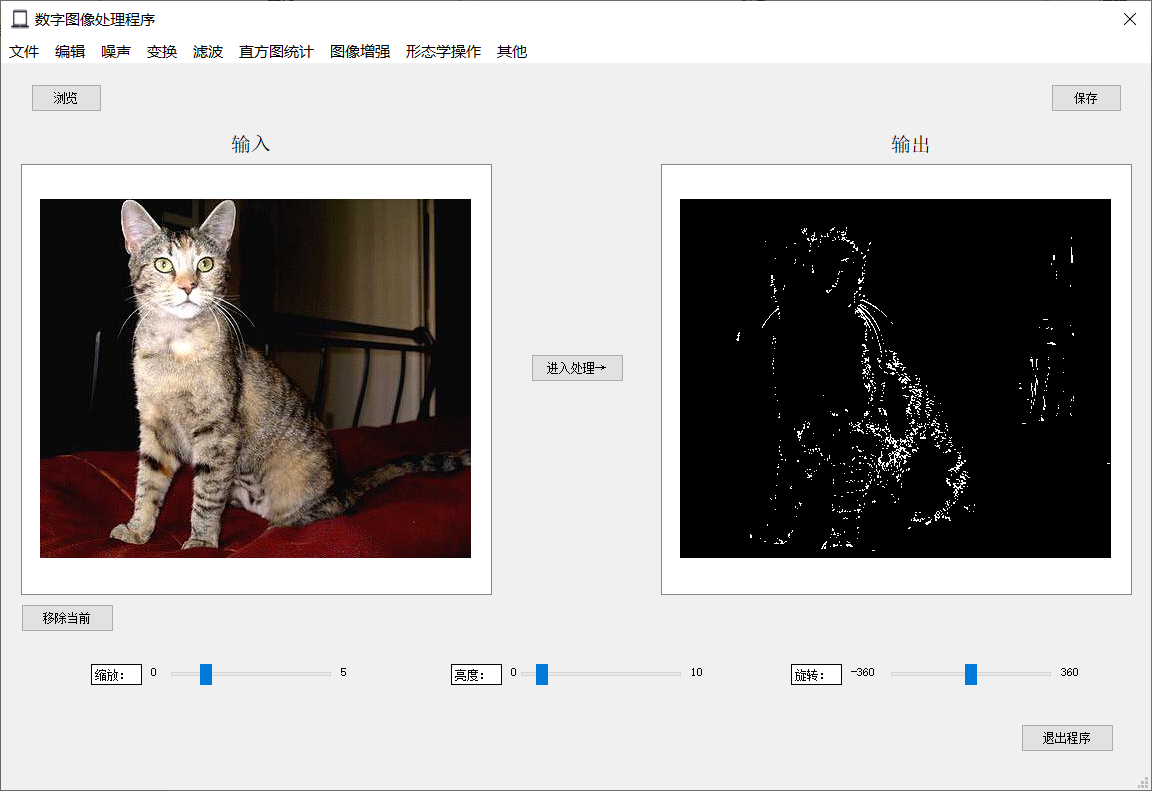 数字图像处理程序
文件 编辑 噪声 变换 滤波 直方图统计 图像增强 形态学操作 其他
浏览 保存
输入 输出
进入处理→
移除当前
缩放： 0 5 亮度： 0 10 旋转： -360 360
退出程序